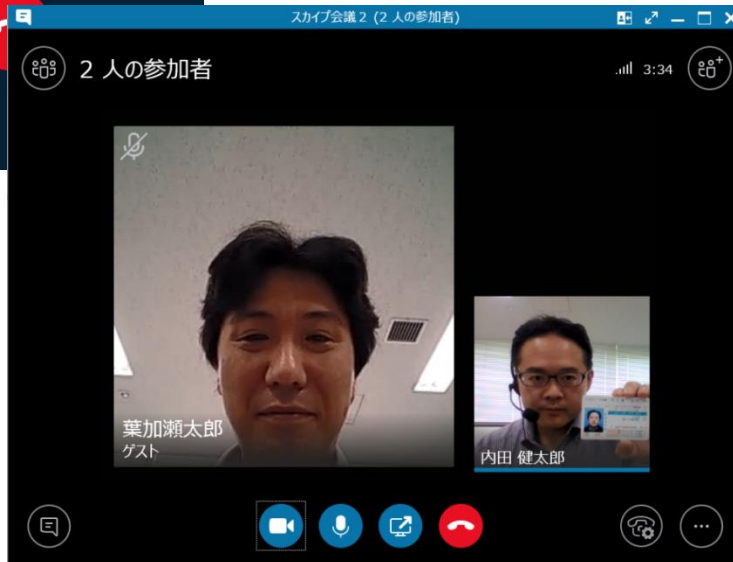 スカイプ会議2 (2 人の参加者)
2 人の参加者
3:34
葉加瀬太郎
ゲスト
内田 健太郎